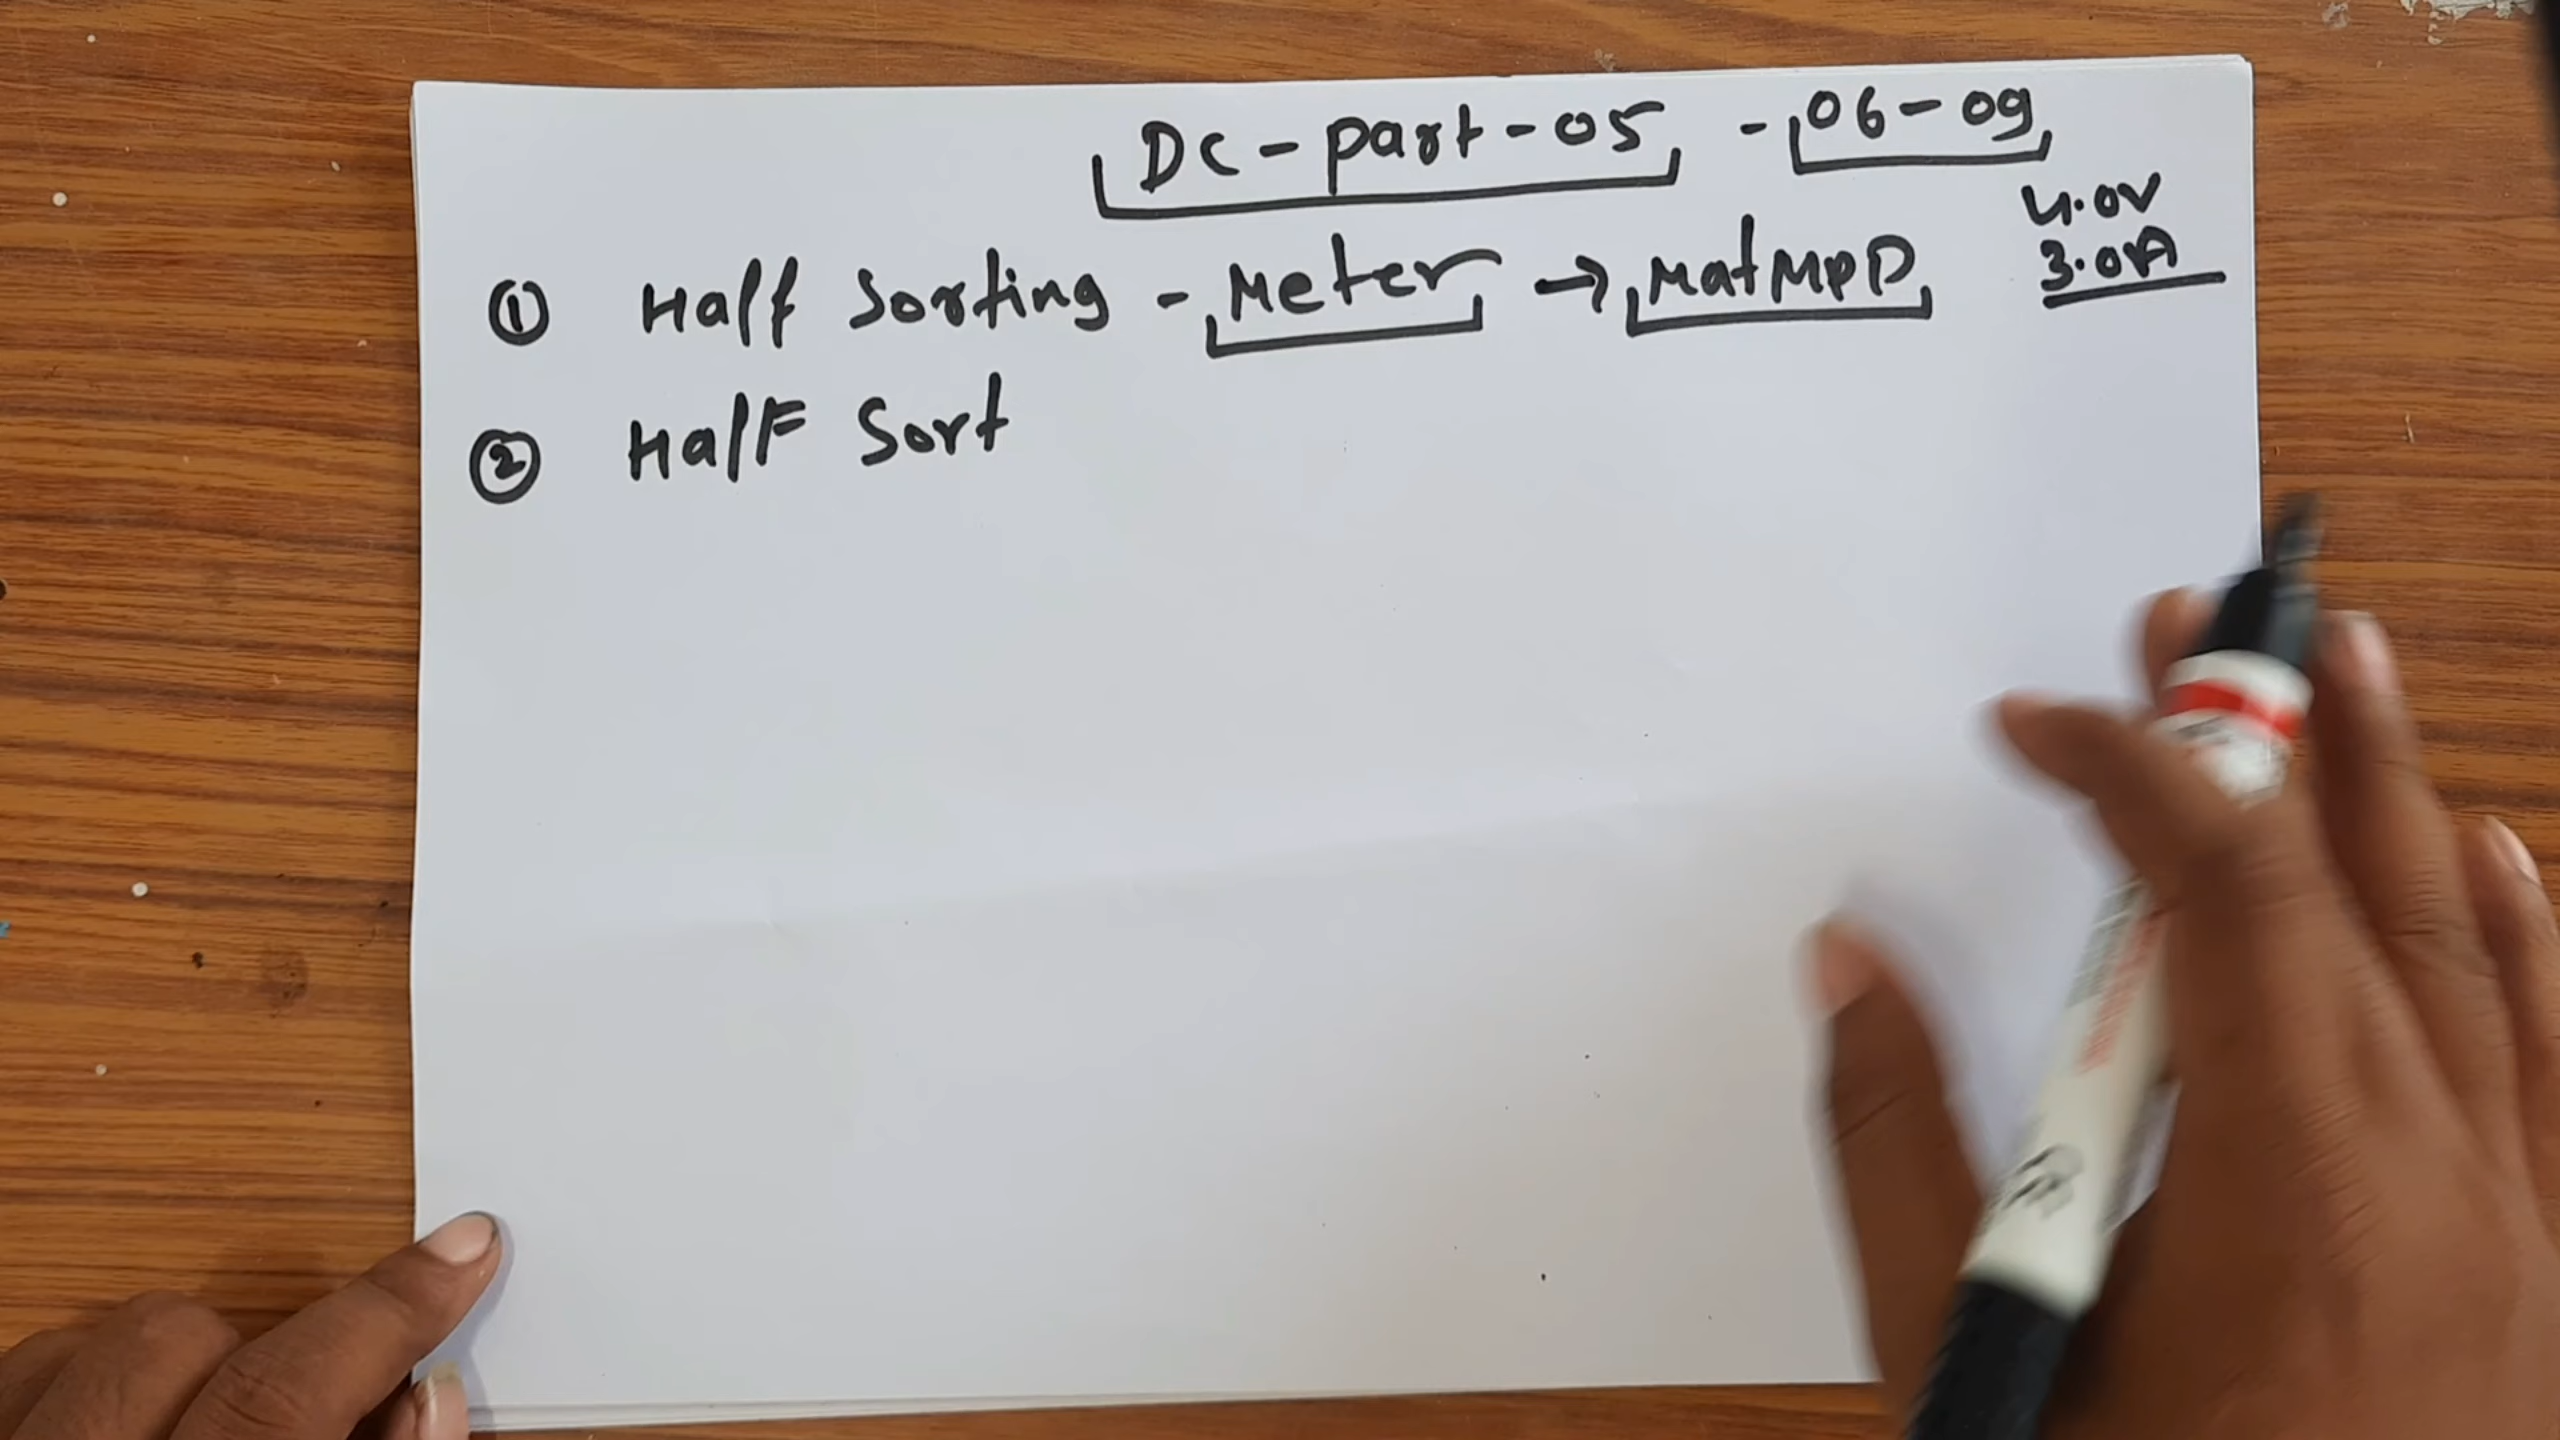 DC - part - 05 - 06 - 09
4.0V
3.0A
① Half Sorting - Meter → MatMPD
② Half Sort